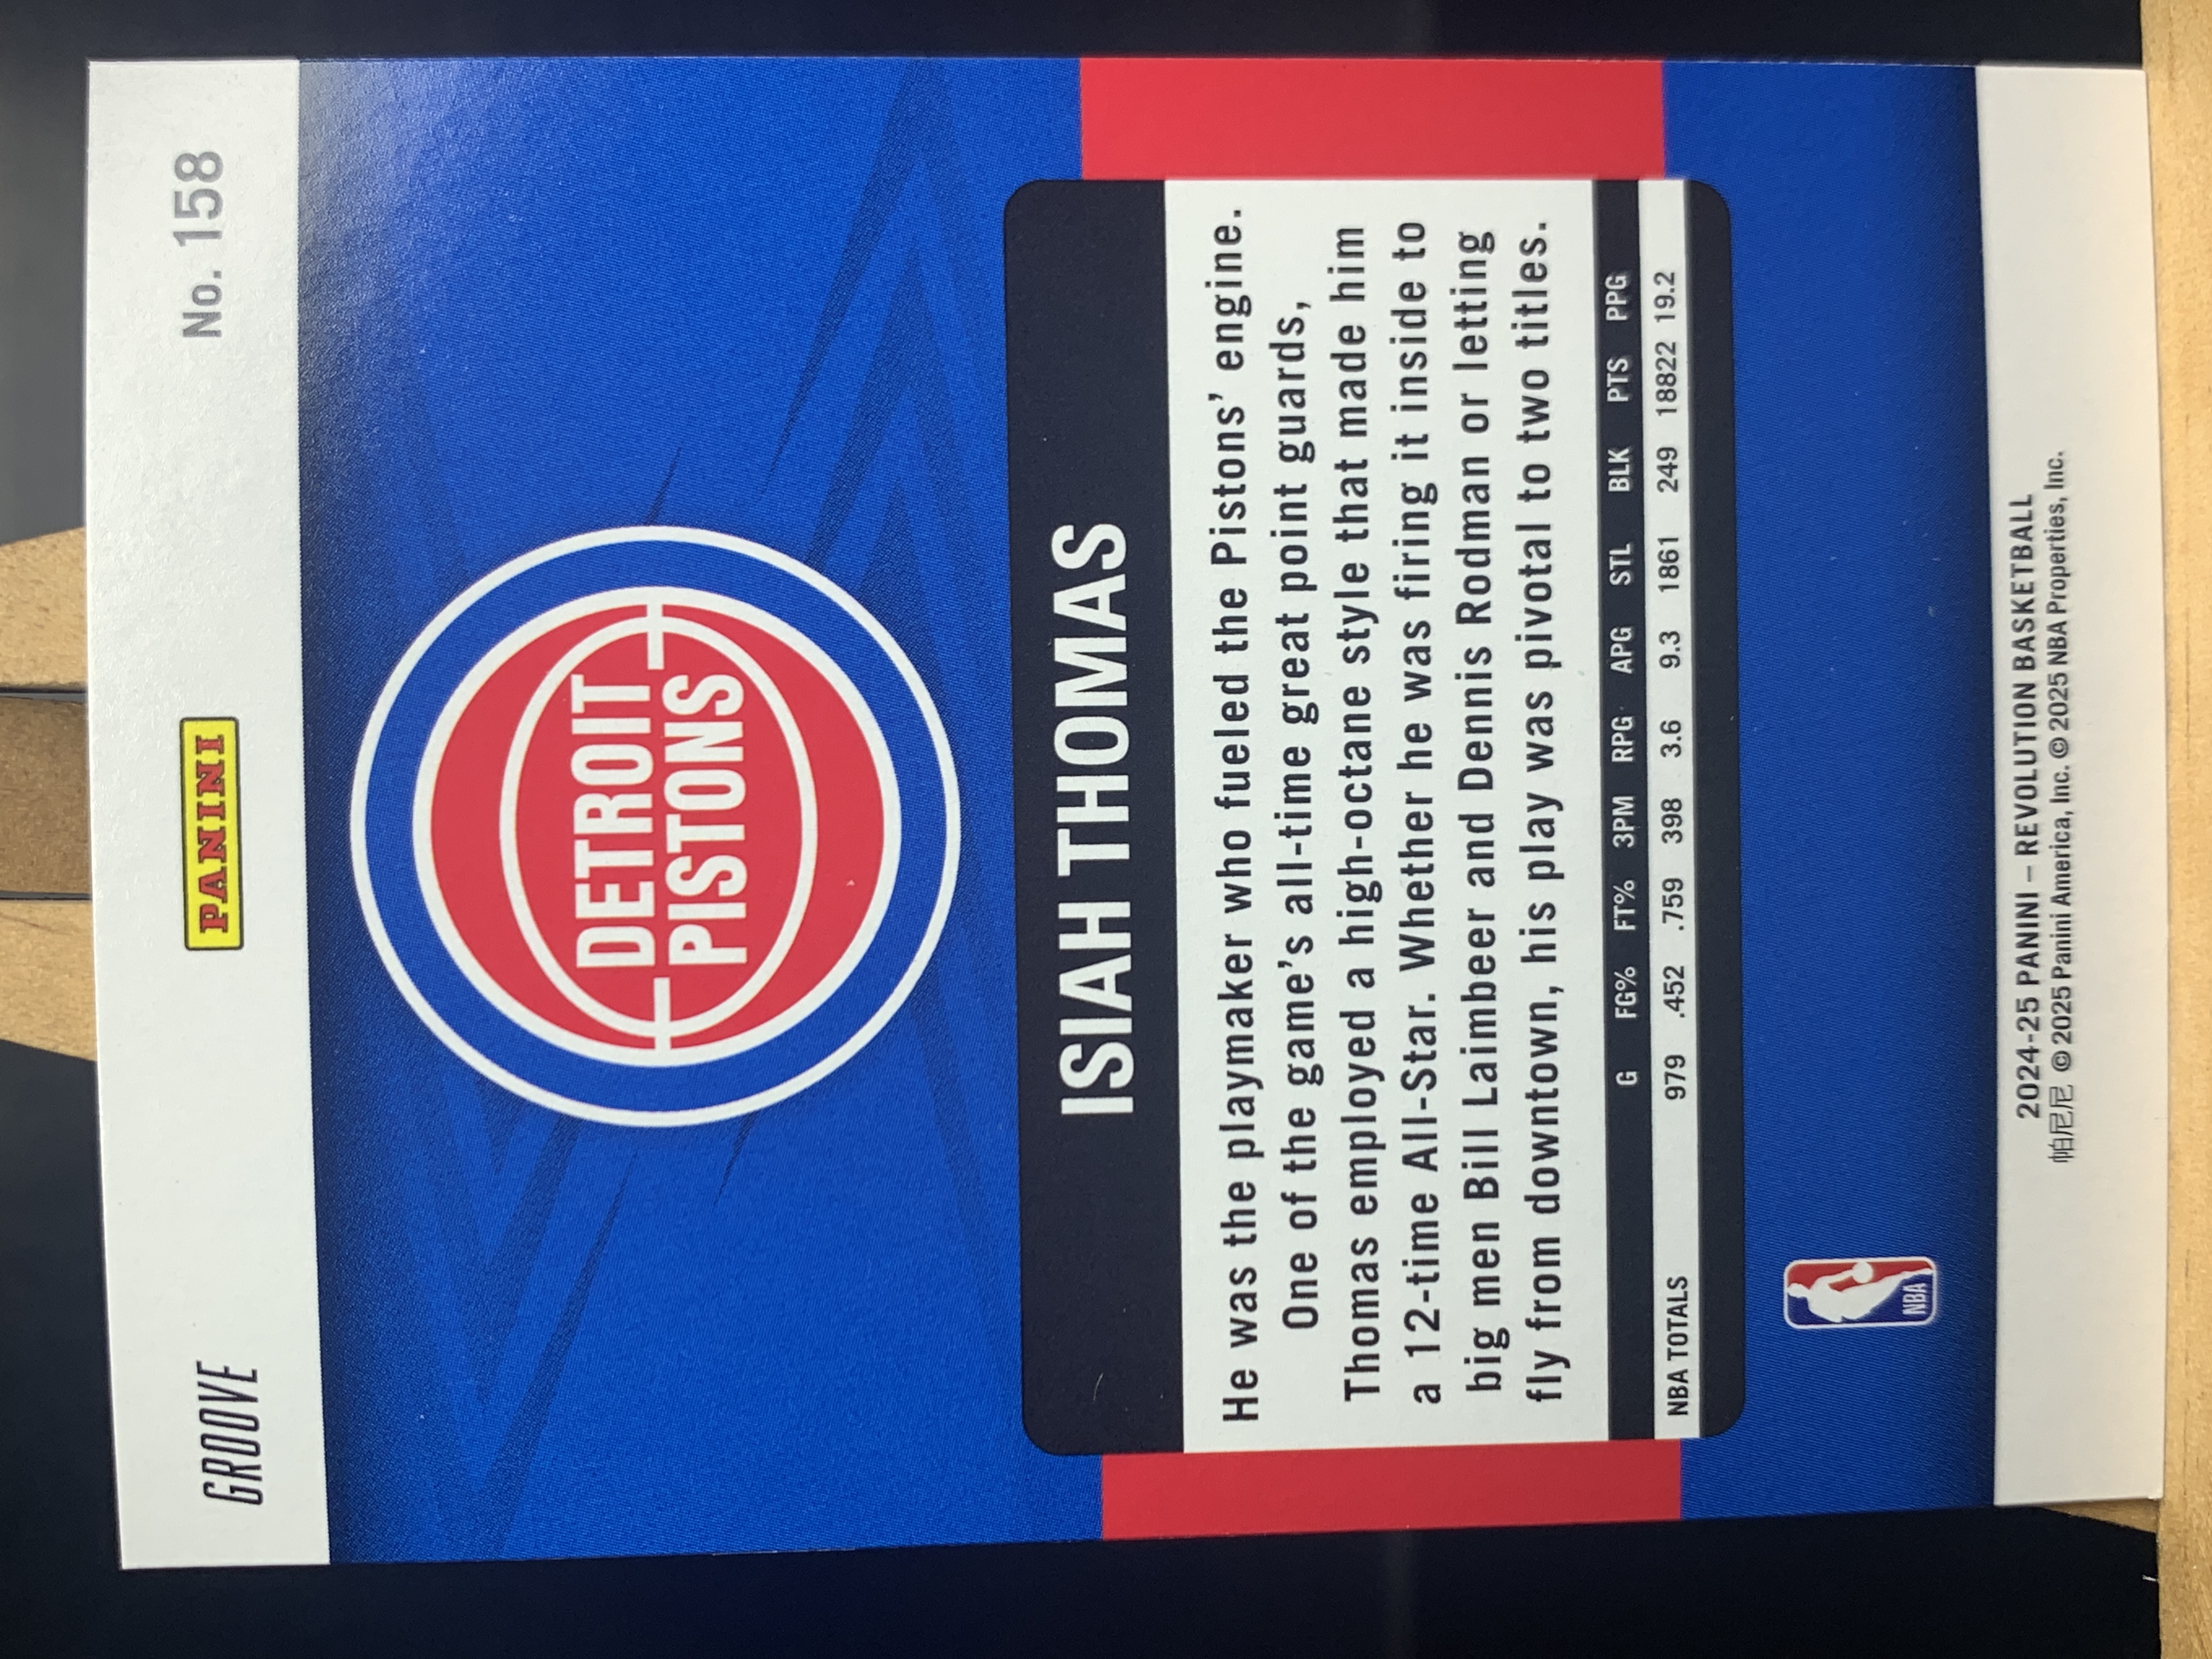 GROOVE
PANINI
No. 158
DETROIT
PISTONS
ISIAH THOMAS
He was the playmaker who fueled the Pistons’ engine.
One of the game’s all-time great point guards,
Thomas employed a high-octane style that made him
a 12-time All-Star. Whether he was firing it inside to
big men Bill Laimbeer and Dennis Rodman or letting
fly from downtown, his play was pivotal to two titles.
G FG% FT% 3PM RPG APG STL BLK PTS PPG
NBA TOTALS 979 .452 .759 398 3.6 9.3 1861 249 18822 19.2
NBA
2024-25 PANINI – REVOLUTION BASKETBALL
帕尼尼 ©2025 Panini America, Inc. ©2025 NBA Properties, Inc.